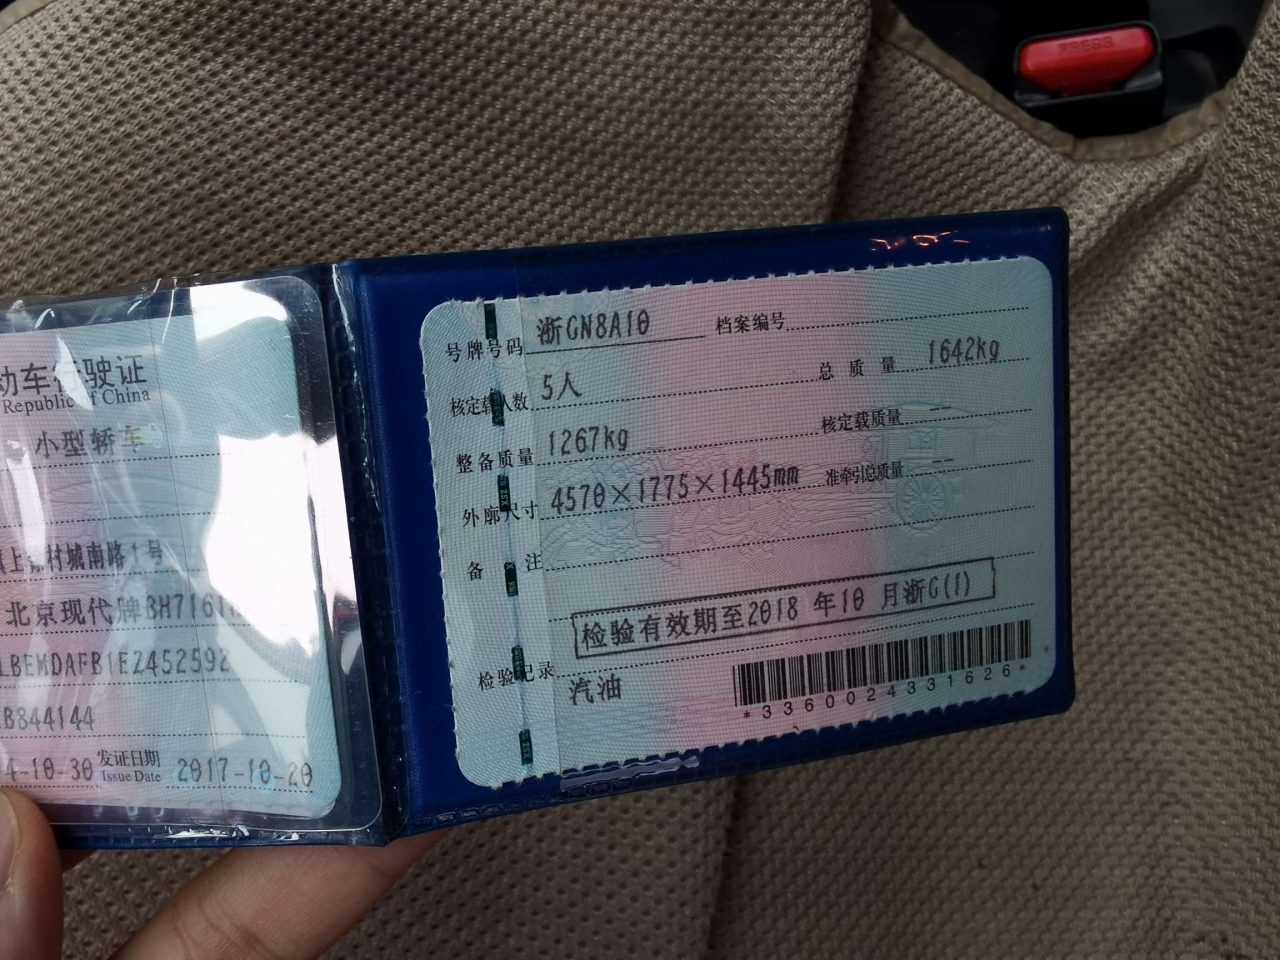 PRESS
动车行驶证
Republic of China
小型轿车
村城南路1号
北京现代牌BH7161
LBEMDAFB1EZ452592
B844144
4-10-30 发证日期 Issue Date 2017-10-20
号牌号码 浙GN8A10 档案编号
核定载人数 5人 总质量 1642kg
整备质量 1267kg 核定载质量 --
外廓尺寸 4570×1775×1445mm 准牵引总质量 --
备注
检验有效期至2018年10月浙G(1)
检验记录
汽油
*3360024331626*